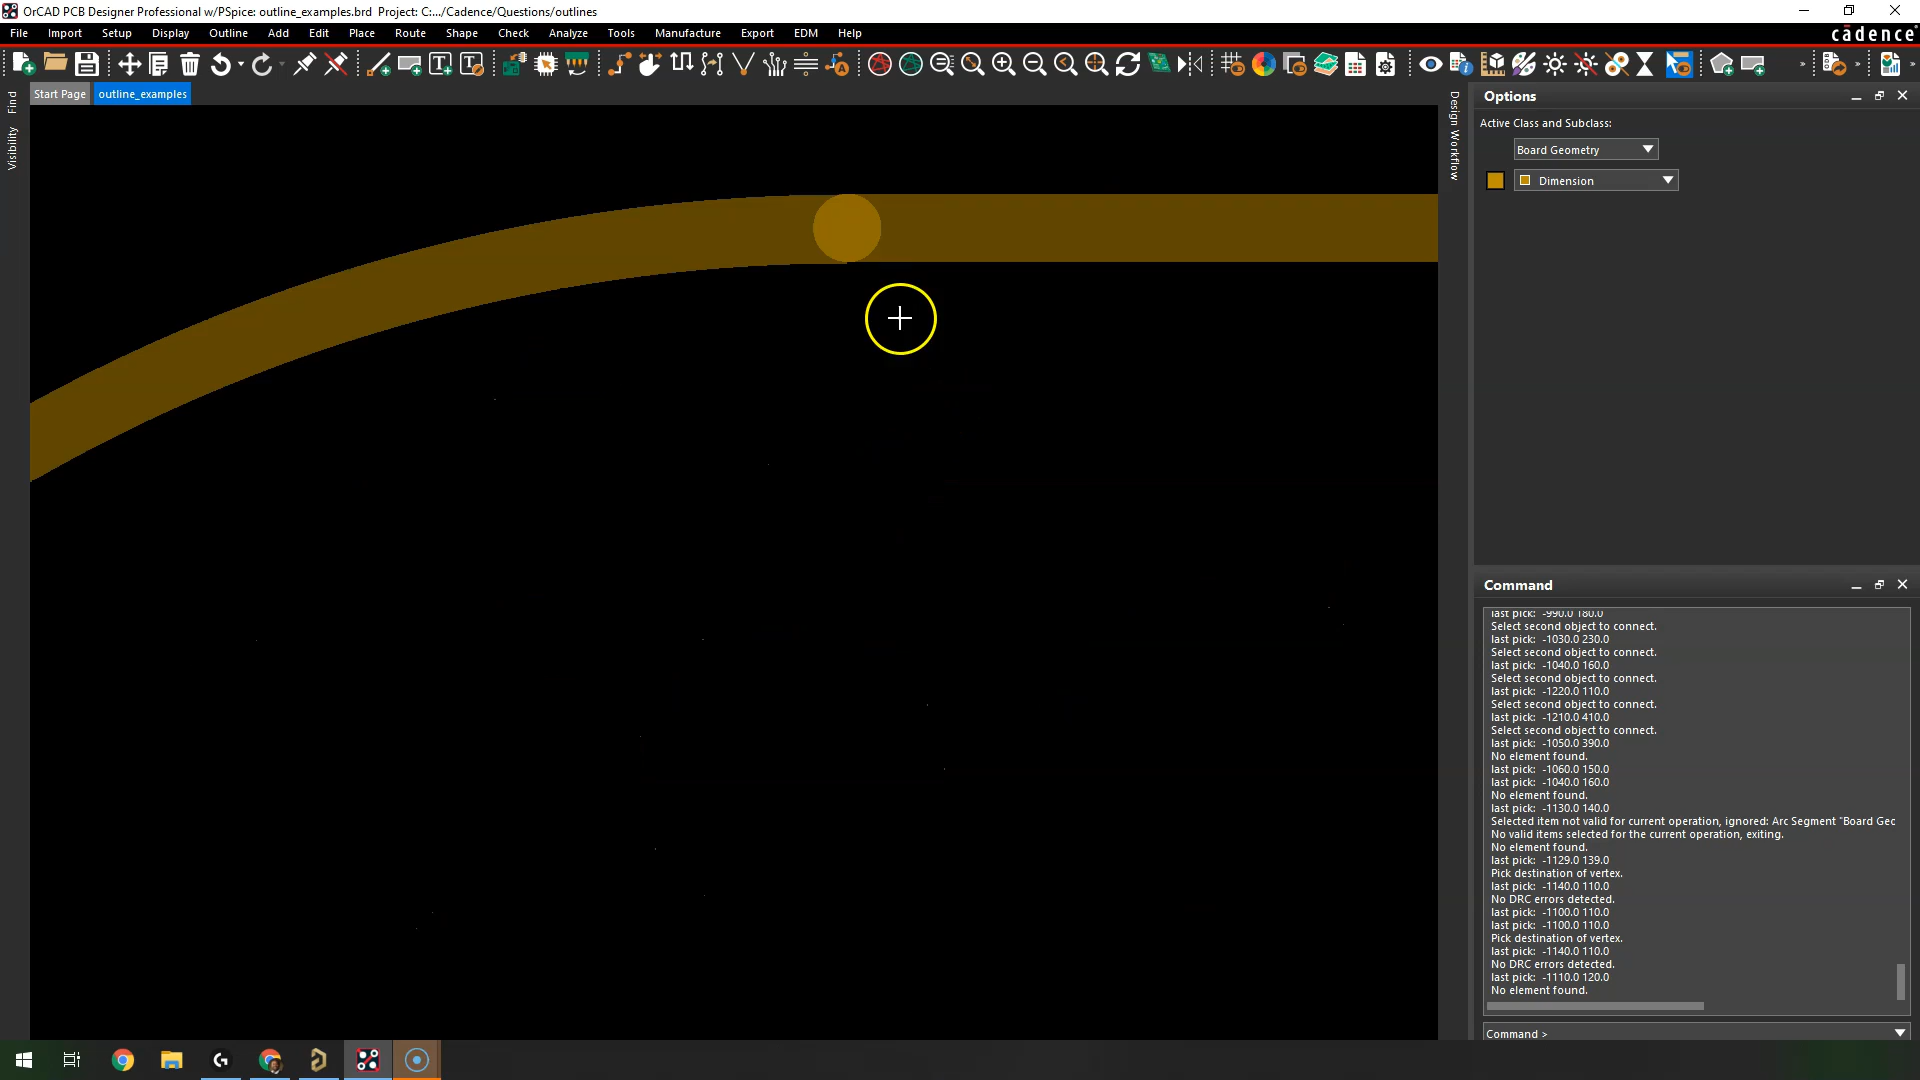 OrCAD PCB Designer Professional w/PSpice: outline_examples.brd  Project: C:.../Cadence/Questions/outlines
File Import Setup Display Outline Add Edit Place Route Shape Check Analyze Tools Manufacture Export EDM Help
cādence
Start Page outline_examples
Find
Visibility
Design Workflow
Options
Active Class and Subclass:
Board Geometry
Dimension
Command
last pick:  -990.0 180.0
Select second object to connect.
last pick:  -1030.0 230.0
Select second object to connect.
last pick:  -1040.0 160.0
Select second object to connect.
last pick:  -1220.0 110.0
Select second object to connect.
last pick:  -1210.0 410.0
Select second object to connect.
last pick:  -1050.0 390.0
No element found.
last pick:  -1060.0 150.0
last pick:  -1040.0 160.0
No element found.
last pick:  -1130.0 140.0
Selected item not valid for current operation, ignored: Arc Segment "Board Gec
No valid items selected for the current operation, exiting.
No element found.
last pick:  -1129.0 139.0
Pick destination of vertex.
last pick:  -1140.0 110.0
No DRC errors detected.
last pick:  -1100.0 110.0
last pick:  -1100.0 110.0
Pick destination of vertex.
last pick:  -1140.0 110.0
No DRC errors detected.
last pick:  -1110.0 120.0
No element found.
Command >